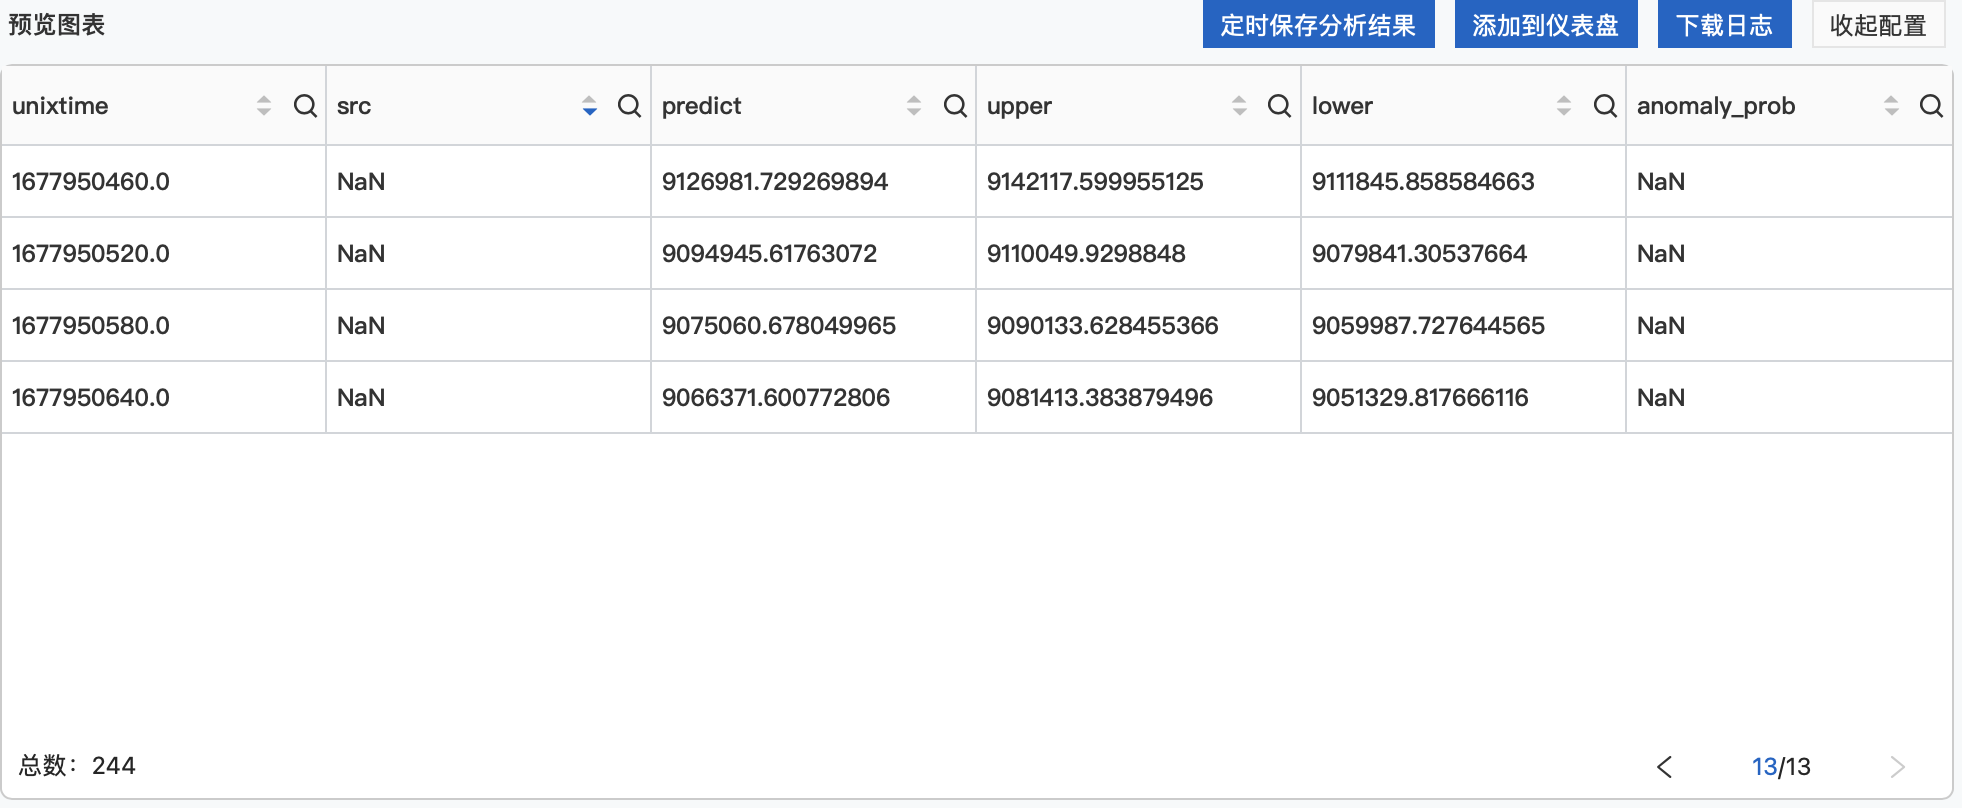 预览图表 定时保存分析结果 添加到仪表盘 下载日志 收起配置
unixtime src predict upper lower anomaly_prob
1677950460.0 NaN 9126981.729269894 9142117.599955125 9111845.858584663 NaN
1677950520.0 NaN 9094945.61763072 9110049.9298848 9079841.30537664 NaN
1677950580.0 NaN 9075060.678049965 9090133.628455366 9059987.727644565 NaN
1677950640.0 NaN 9066371.600772806 9081413.383879496 9051329.817666116 NaN
总数：244 13/13